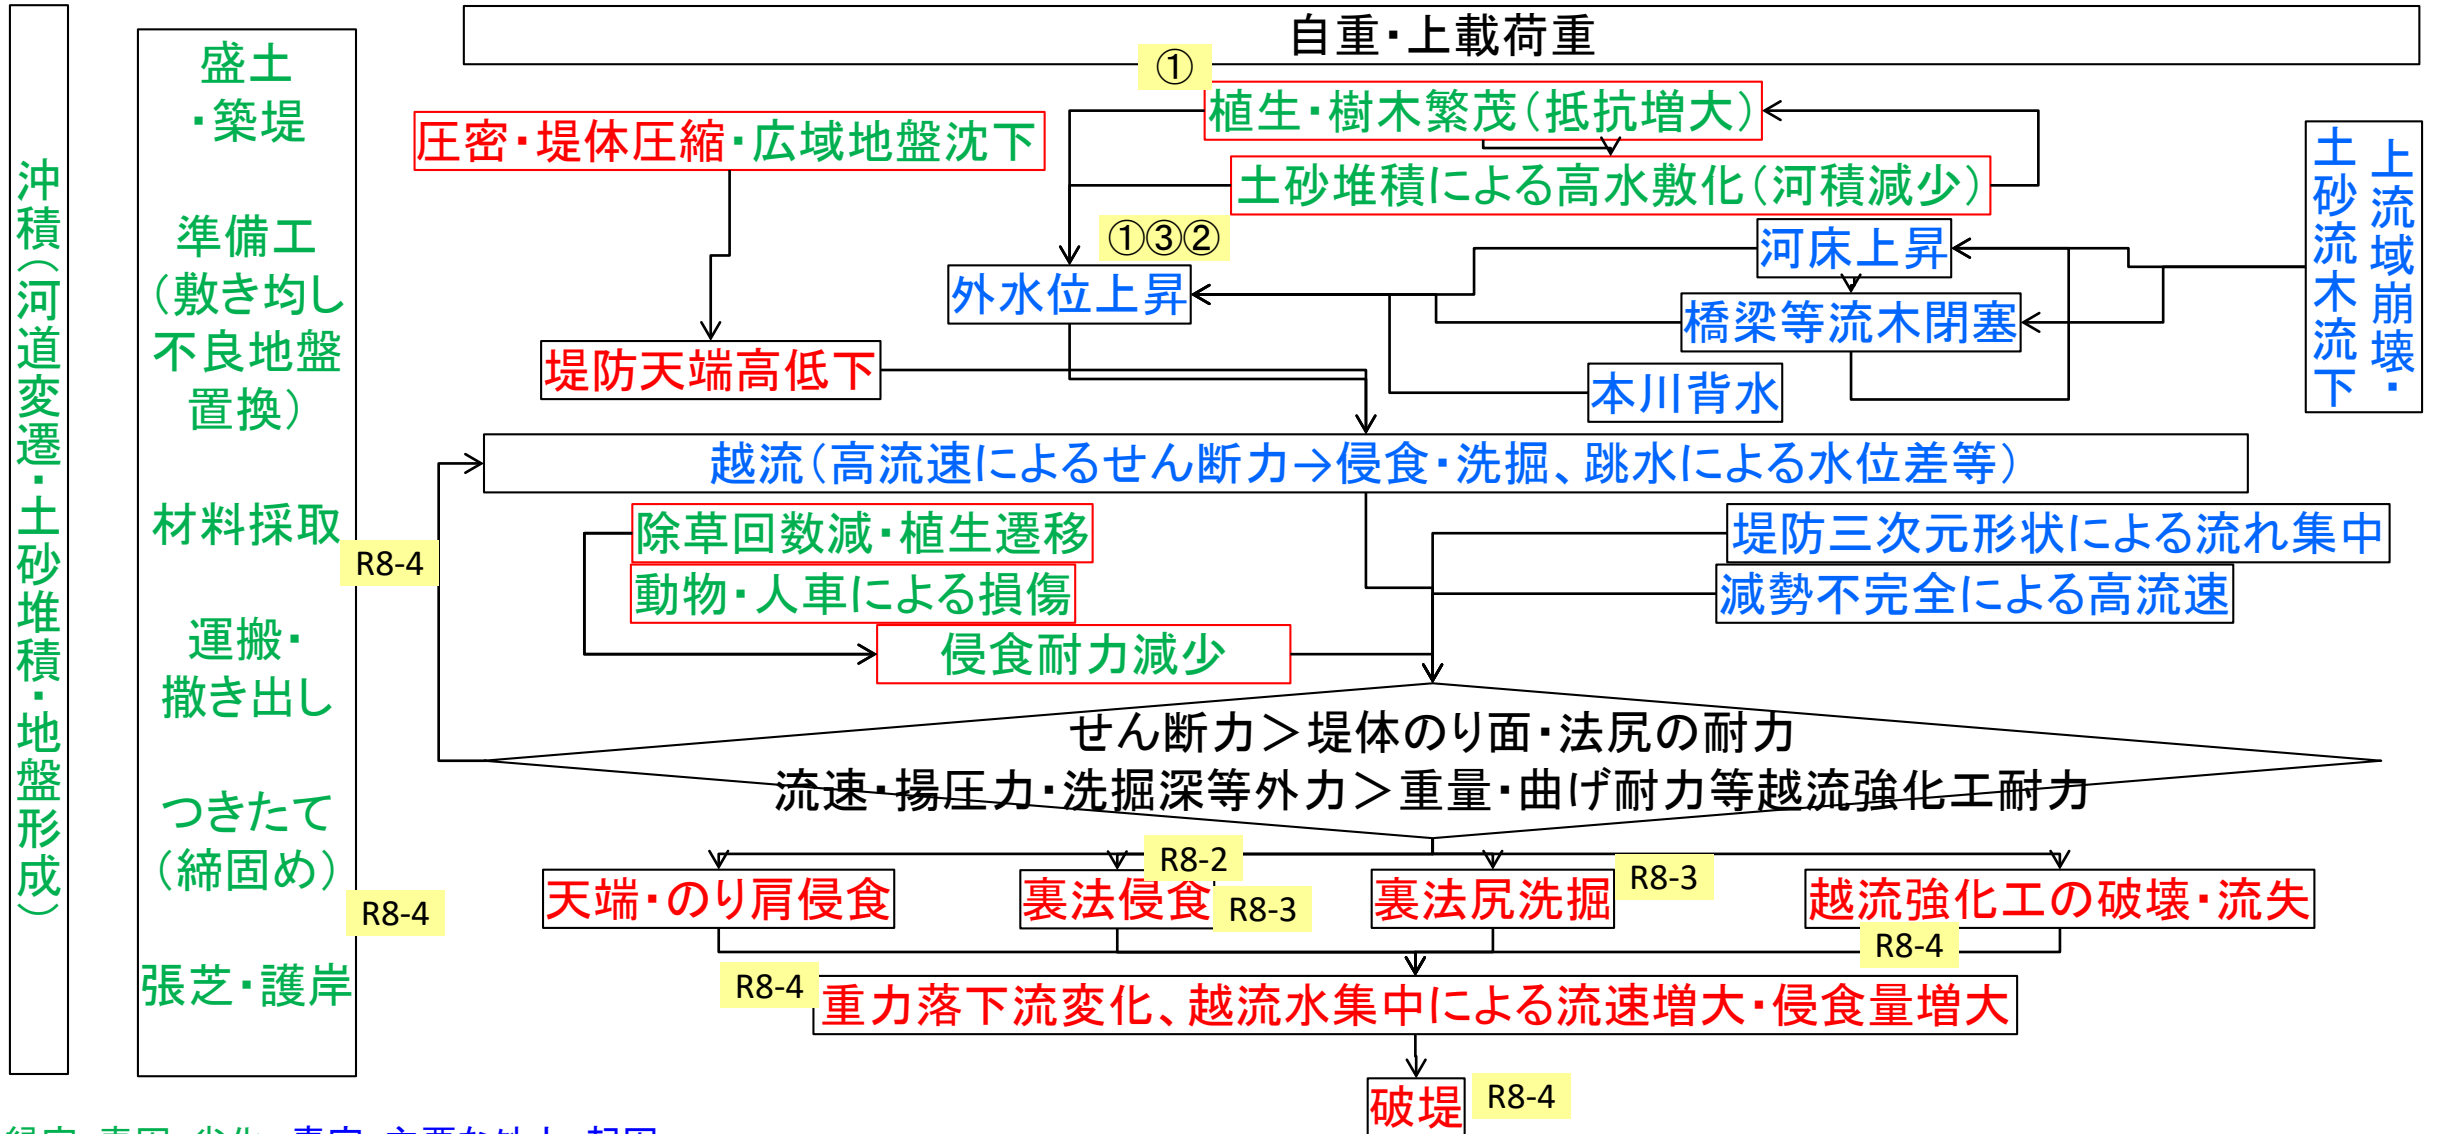 沖積（河道変遷・土砂堆積・地盤形成）
盛土
・築堤
準備工
（敷き均し
不良地盤
置換）
材料採取
運搬・
撒き出し
つきたて
（締固め）
張芝・護岸
自重・上載荷重
①
植生・樹木繁茂（抵抗増大）
圧密・堤体圧縮・広域地盤沈下
土砂堆積による高水敷化（河積減少）
上流域崩壊・
土砂流木流下
①③②
河床上昇
外水位上昇
橋梁等流木閉塞
堤防天端高低下
本川背水
越流（高流速によるせん断力→侵食・洗掘、跳水による水位差等）
除草回数減・植生遷移
堤防三次元形状による流れ集中
R8-4
動物・人車による損傷
減勢不完全による高流速
侵食耐力減少
せん断力＞堤体のり面・法尻の耐力
流速・揚圧力・洗掘深等外力＞重量・曲げ耐力等越流強化工耐力
R8-2
R8-3
天端・のり肩侵食
裏法侵食
裏法尻洗掘
越流強化工の破壊・流失
R8-4
R8-3
R8-4
R8-4
重力落下流変化、越流水集中による流速増大・侵食量増大
破堤
R8-4